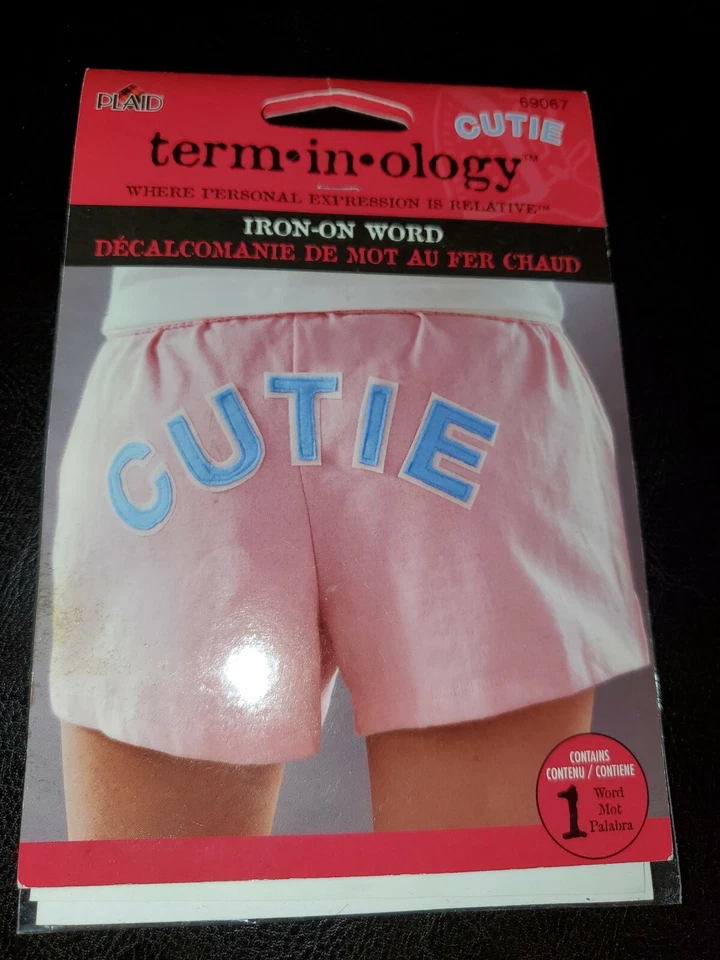 PLAID
69067
CUTIE
term•in•ology™
WHERE PERSONAL EXPRESSION IS RELATIVE™
IRON-ON WORD
DÉCALCOMANIE DE MOT AU FER CHAUD
CUTIE
CONTAINS
CONTENU / CONTIENE
1 Word
Mot
Palabra